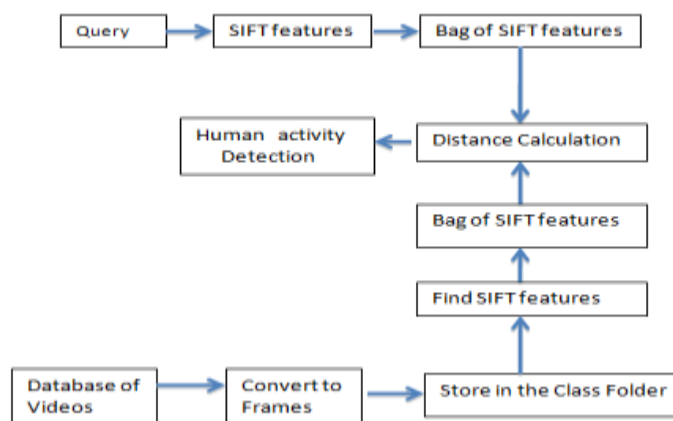 Query
SIFT features
Bag of SIFT features
Human activity
Detection
Distance Calculation
Bag of SIFT features
Find SIFT features
Database of
Videos
Convert to
Frames
Store in the Class Folder